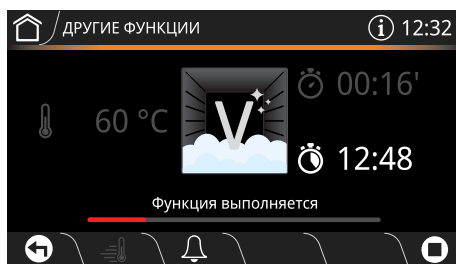 ДРУГИЕ ФУНКЦИИ
i 12:32
00:16'
60 °C
V
12:48
Функция выполняется